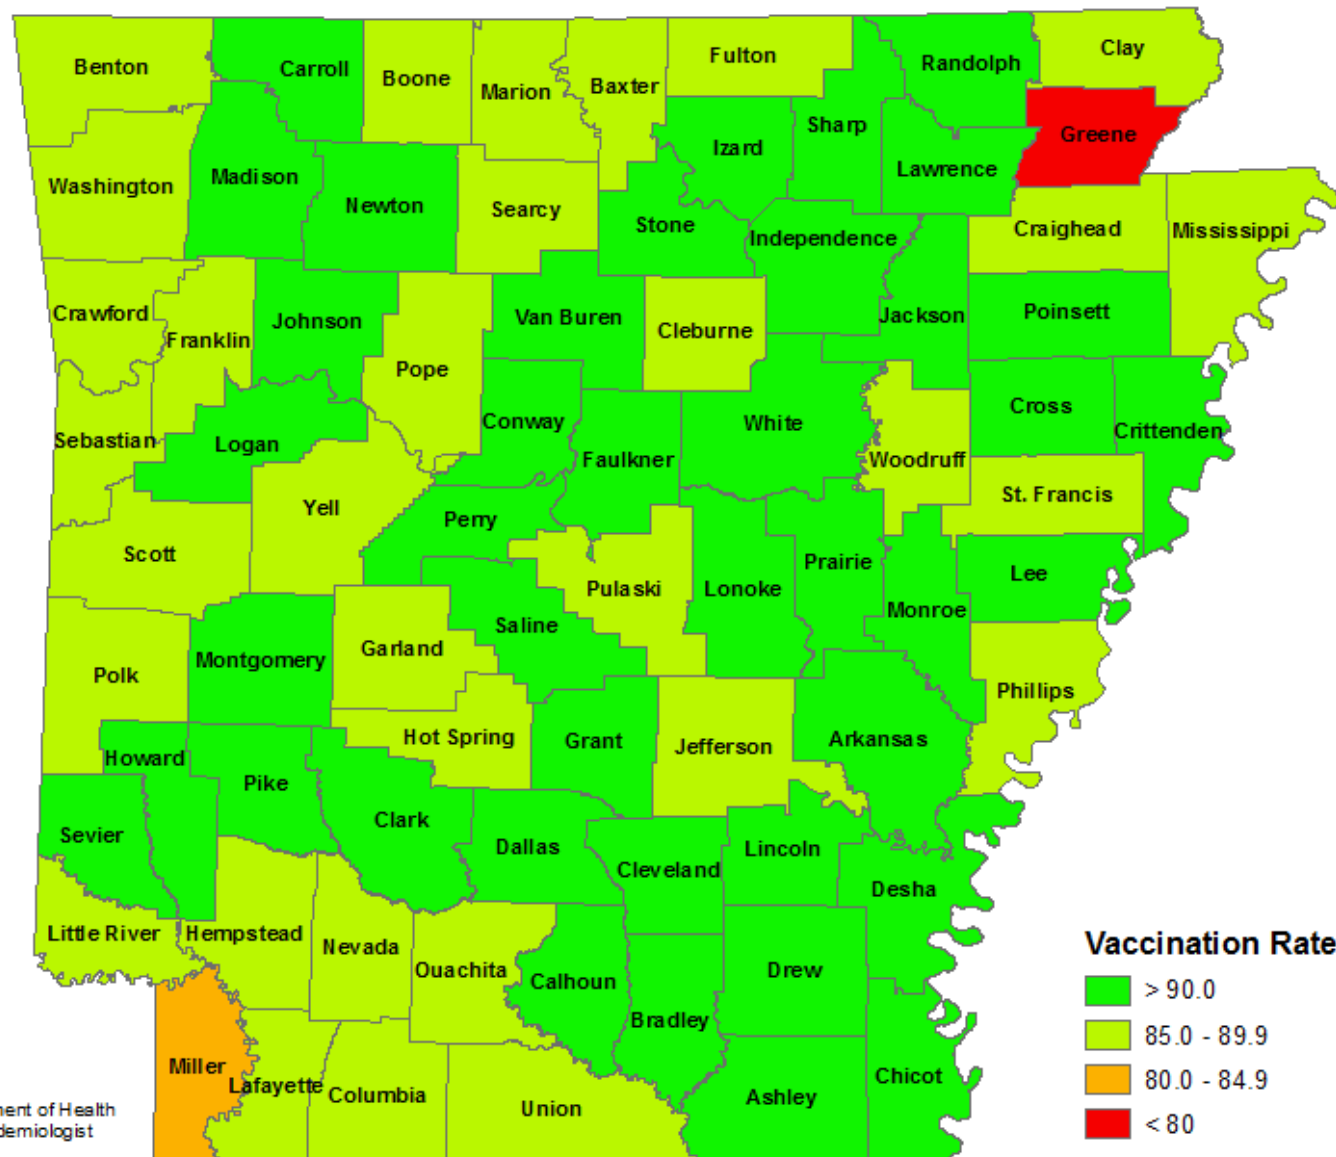 Benton
Carroll
Boone
Marion
Baxter
Fulton
Randolph
Clay
Sharp
Greene
Izard
Lawrence
Washington
Madison
Newton
Searcy
Stone
Independence
Craighead
Mississippi
Crawford
Franklin
Johnson
Pope
Van Buren
Cleburne
Jackson
Poinsett
Sebastian
Logan
Conway
Faulkner
White
Woodruff
Cross
Crittenden
Yell
St. Francis
Scott
Perry
Pulaski
Lonoke
Prairie
Monroe
Lee
Polk
Montgomery
Garland
Saline
Phillips
Howard
Pike
Hot Spring
Grant
Jefferson
Arkansas
Sevier
Clark
Dallas
Cleveland
Lincoln
Desha
Little River
Hempstead
Nevada
Ouachita
Calhoun
Bradley
Drew
Miller
Lafayette
Columbia
Union
Ashley
Chicot
Vaccination Rate
> 90.0
85.0 - 89.9
80.0 - 84.9
< 80
of Health